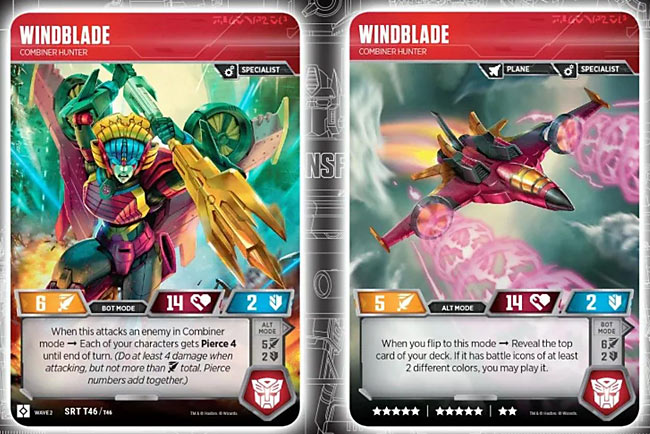 WINDBLADE
COMBINER HUNTER
SPECIALIST
6
BOT MODE
14
2
When this attacks an enemy in Combiner
mode → Each of your characters gets Pierce 4
until end of turn. (Do at least 4 damage when
attacking, but not more than total. Pierce
numbers add together.)
ALT
MODE
5
2
WAVE 2
SRT T46 / T46
TM & © Hasbro. © Wizards.
NSF
WINDBLADE
COMBINER HUNTER
PLANE
SPECIALIST
5
ALT MODE
14
2
When you flip to this mode → Reveal the top
card of your deck. If it has battle icons of at least
2 different colors, you may play it.
BOT
MODE
6
2
★★★★★ | ★★★★★ | ★★
TM & © Hasbro. © Wizards.